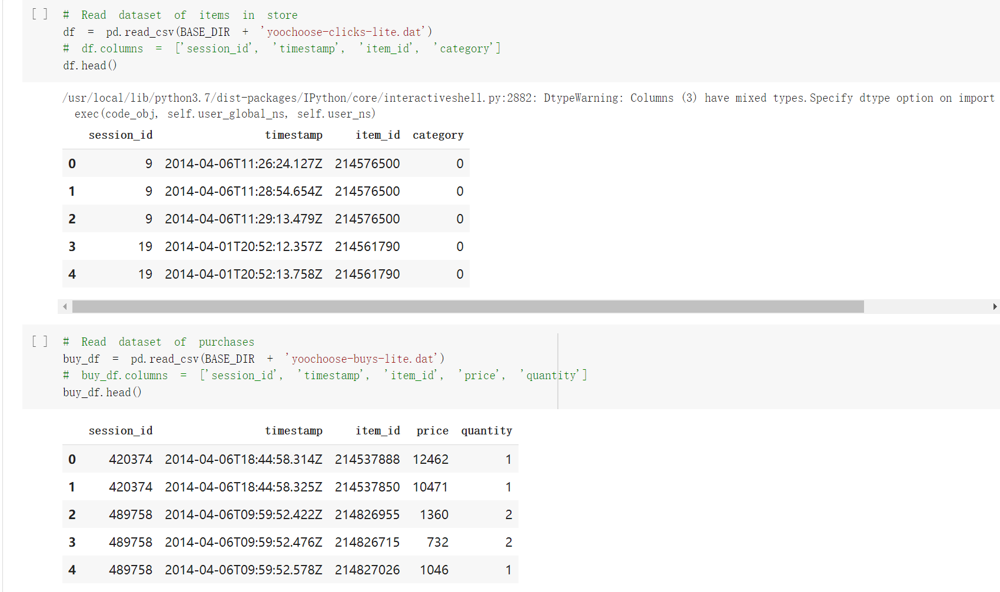 [ ] # Read dataset of items in store
df = pd.read_csv(BASE_DIR + 'yoochoose-clicks-lite.dat')
# df.columns = ['session_id', 'timestamp', 'item_id', 'category']
df.head()
/usr/local/lib/python3.7/dist-packages/IPython/core/interactiveshell.py:2882: DtypeWarning: Columns (3) have mixed types.Specify dtype option on import
exec(code_obj, self.user_global_ns, self.user_ns)
session_id timestamp item_id category
0 9 2014-04-06T11:26:24.127Z 214576500 0
1 9 2014-04-06T11:28:54.654Z 214576500 0
2 9 2014-04-06T11:29:13.479Z 214576500 0
3 19 2014-04-01T20:52:12.357Z 214561790 0
4 19 2014-04-01T20:52:13.758Z 214561790 0
[ ] # Read dataset of purchases
buy_df = pd.read_csv(BASE_DIR + 'yoochoose-buys-lite.dat')
# buy_df.columns = ['session_id', 'timestamp', 'item_id', 'price', 'quantity']
buy_df.head()
session_id timestamp item_id price quantity
0 420374 2014-04-06T18:44:58.314Z 214537888 12462 1
1 420374 2014-04-06T18:44:58.325Z 214537850 10471 1
2 489758 2014-04-06T09:59:52.422Z 214826955 1360 2
3 489758 2014-04-06T09:59:52.476Z 214826715 732 2
4 489758 2014-04-06T09:59:52.578Z 214827026 1046 1